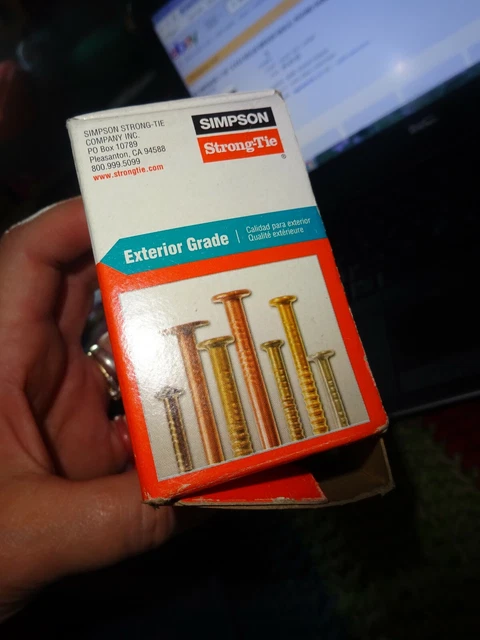 SIMPSON STRONG-TIE
COMPANY INC.
PO Box 10789
Pleasanton, CA 94588
800.999.5099
www.strongtie.com
SIMPSON
Strong-Tie
®
Exterior Grade
Calidad para exterior
Qualité extérieure